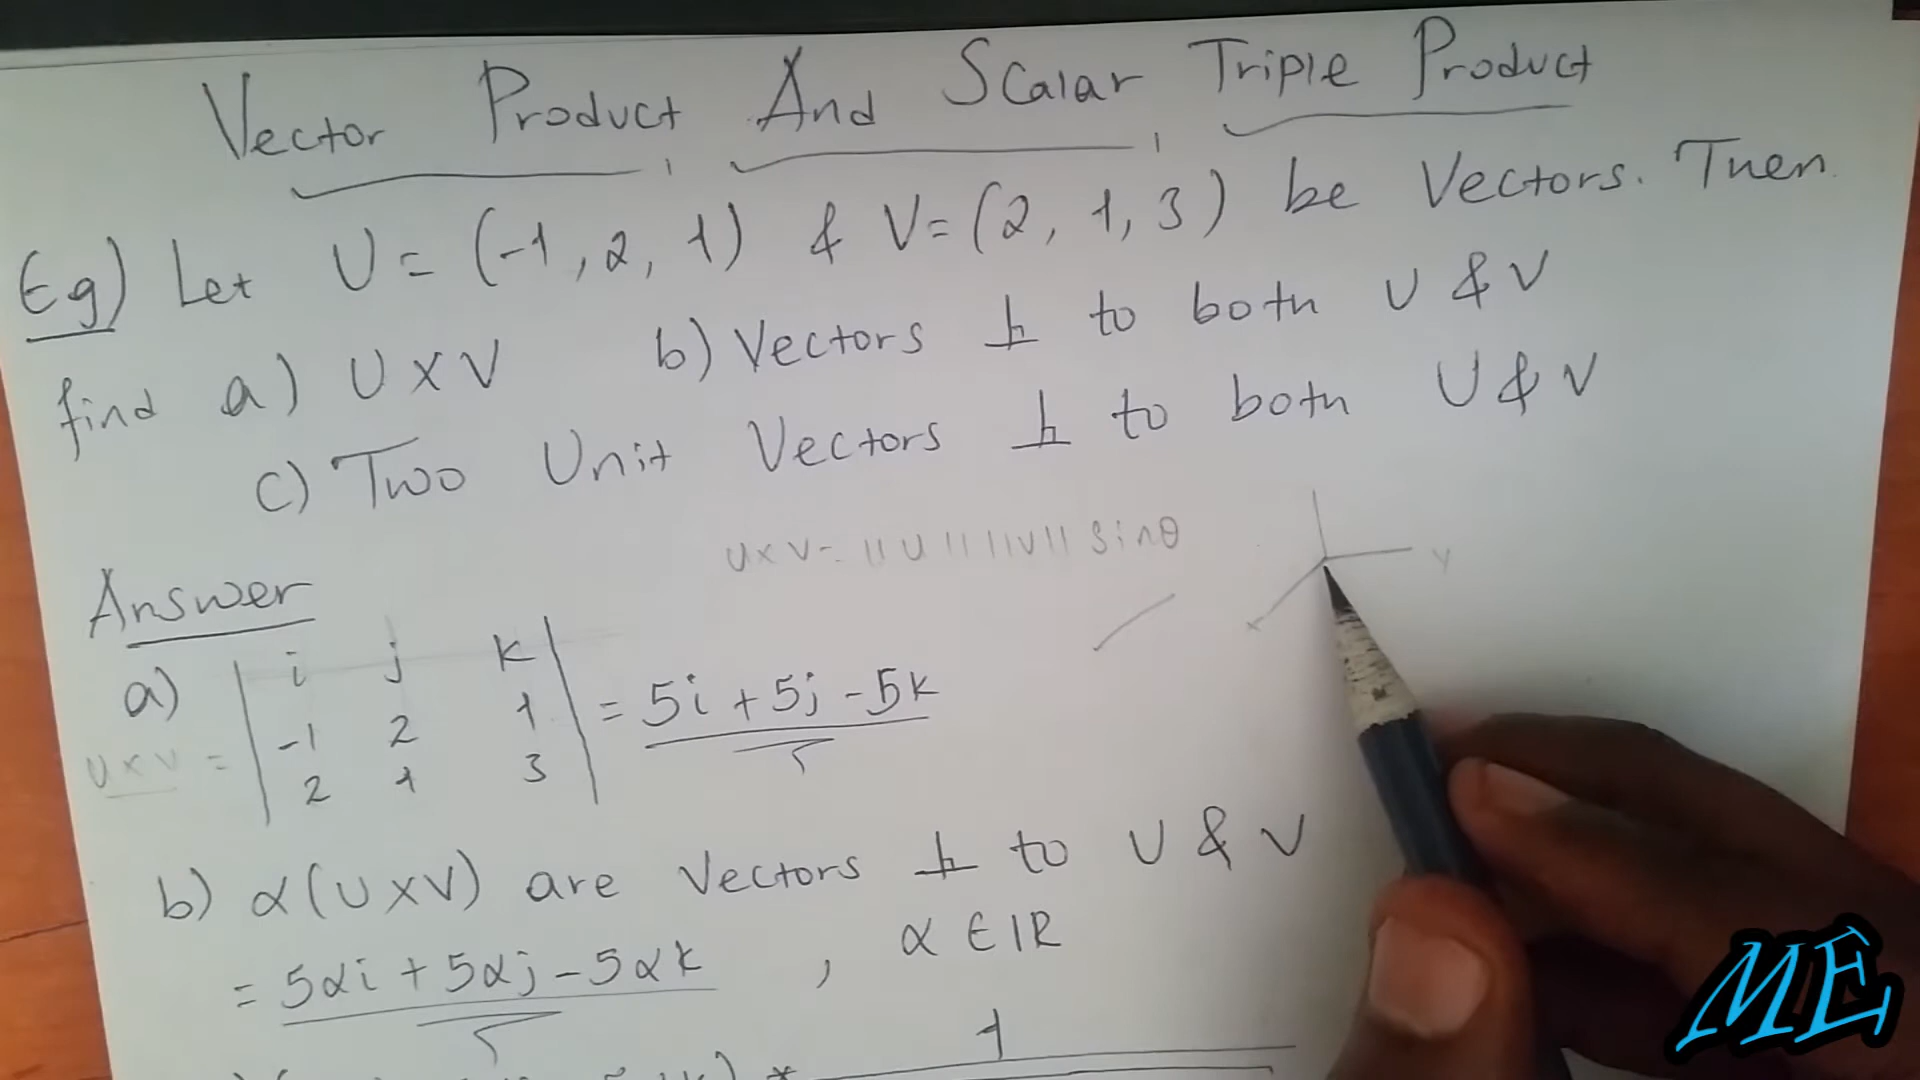 Vector Product And Scalar Triple Product
Eg) Let U = (-1, 2, 1) & V = (2, 1, 3) be Vectors. Then
find a) U X V b) Vectors ⊥ to both U & V
c) Two Unit Vectors ⊥ to both U & V
U x V = ||U|| ||V|| Sinθ
Y
X
Answer
a) i j k
U x V = | -1 2 1 | = 5i + 5j - 5k
2 1 3
b) α(U X V) are Vectors ⊥ to U & V
= 5αi + 5αj - 5αk , α ∈ IR
1
ME